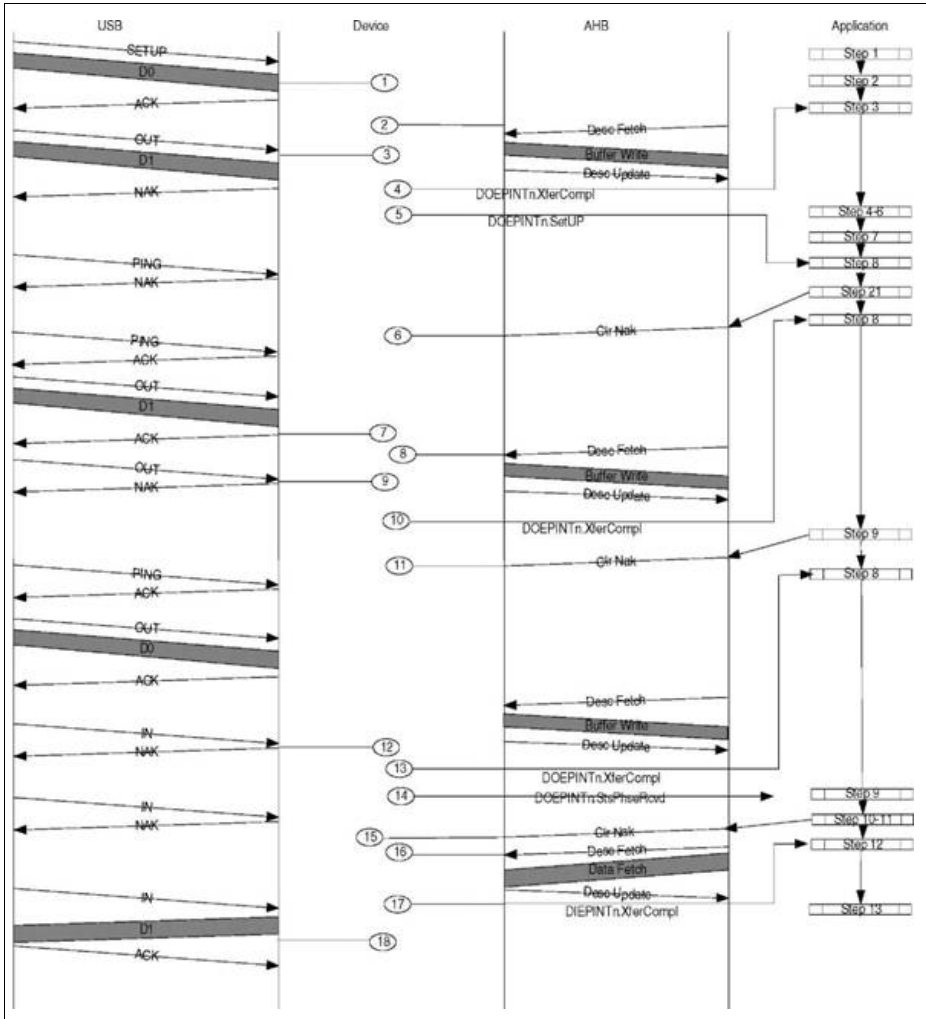 USB Device AHB Application
SETUP
Step 1
D0
1
Step 2
ACK
Step 3
2
Desc Fetch
OUT
3
Buffer Write
D1
Desc Update
NAK
4
DOEPINTn.XferCompl
5
DOEPINTn.SetUP
Step 4-6
Step 7
PING
Step 8
NAK
Step 21
Step 8
6
Clr Nak
PING
ACK
OUT
D1
ACK
7
8
Desc Fetch
OUT
9
Buffer Write
NAK
Desc Update
10
DOEPINTn.XferCompl
Step 9
11
Clr Nak
PING
Step 8
ACK
OUT
D0
ACK
Desc Fetch
IN
Buffer Write
NAK
12
Desc Update
13
DOEPINTn.XferCompl
14
DOEPINTn.StsPhseRcvd
Step 9
IN
Step 10-11
NAK
15
Clr Nak
16
Desc Fetch
Step 12
Data Fetch
IN
Desc Update
17
DIEPINTn.XferCompl
Step 13
D1
18
ACK